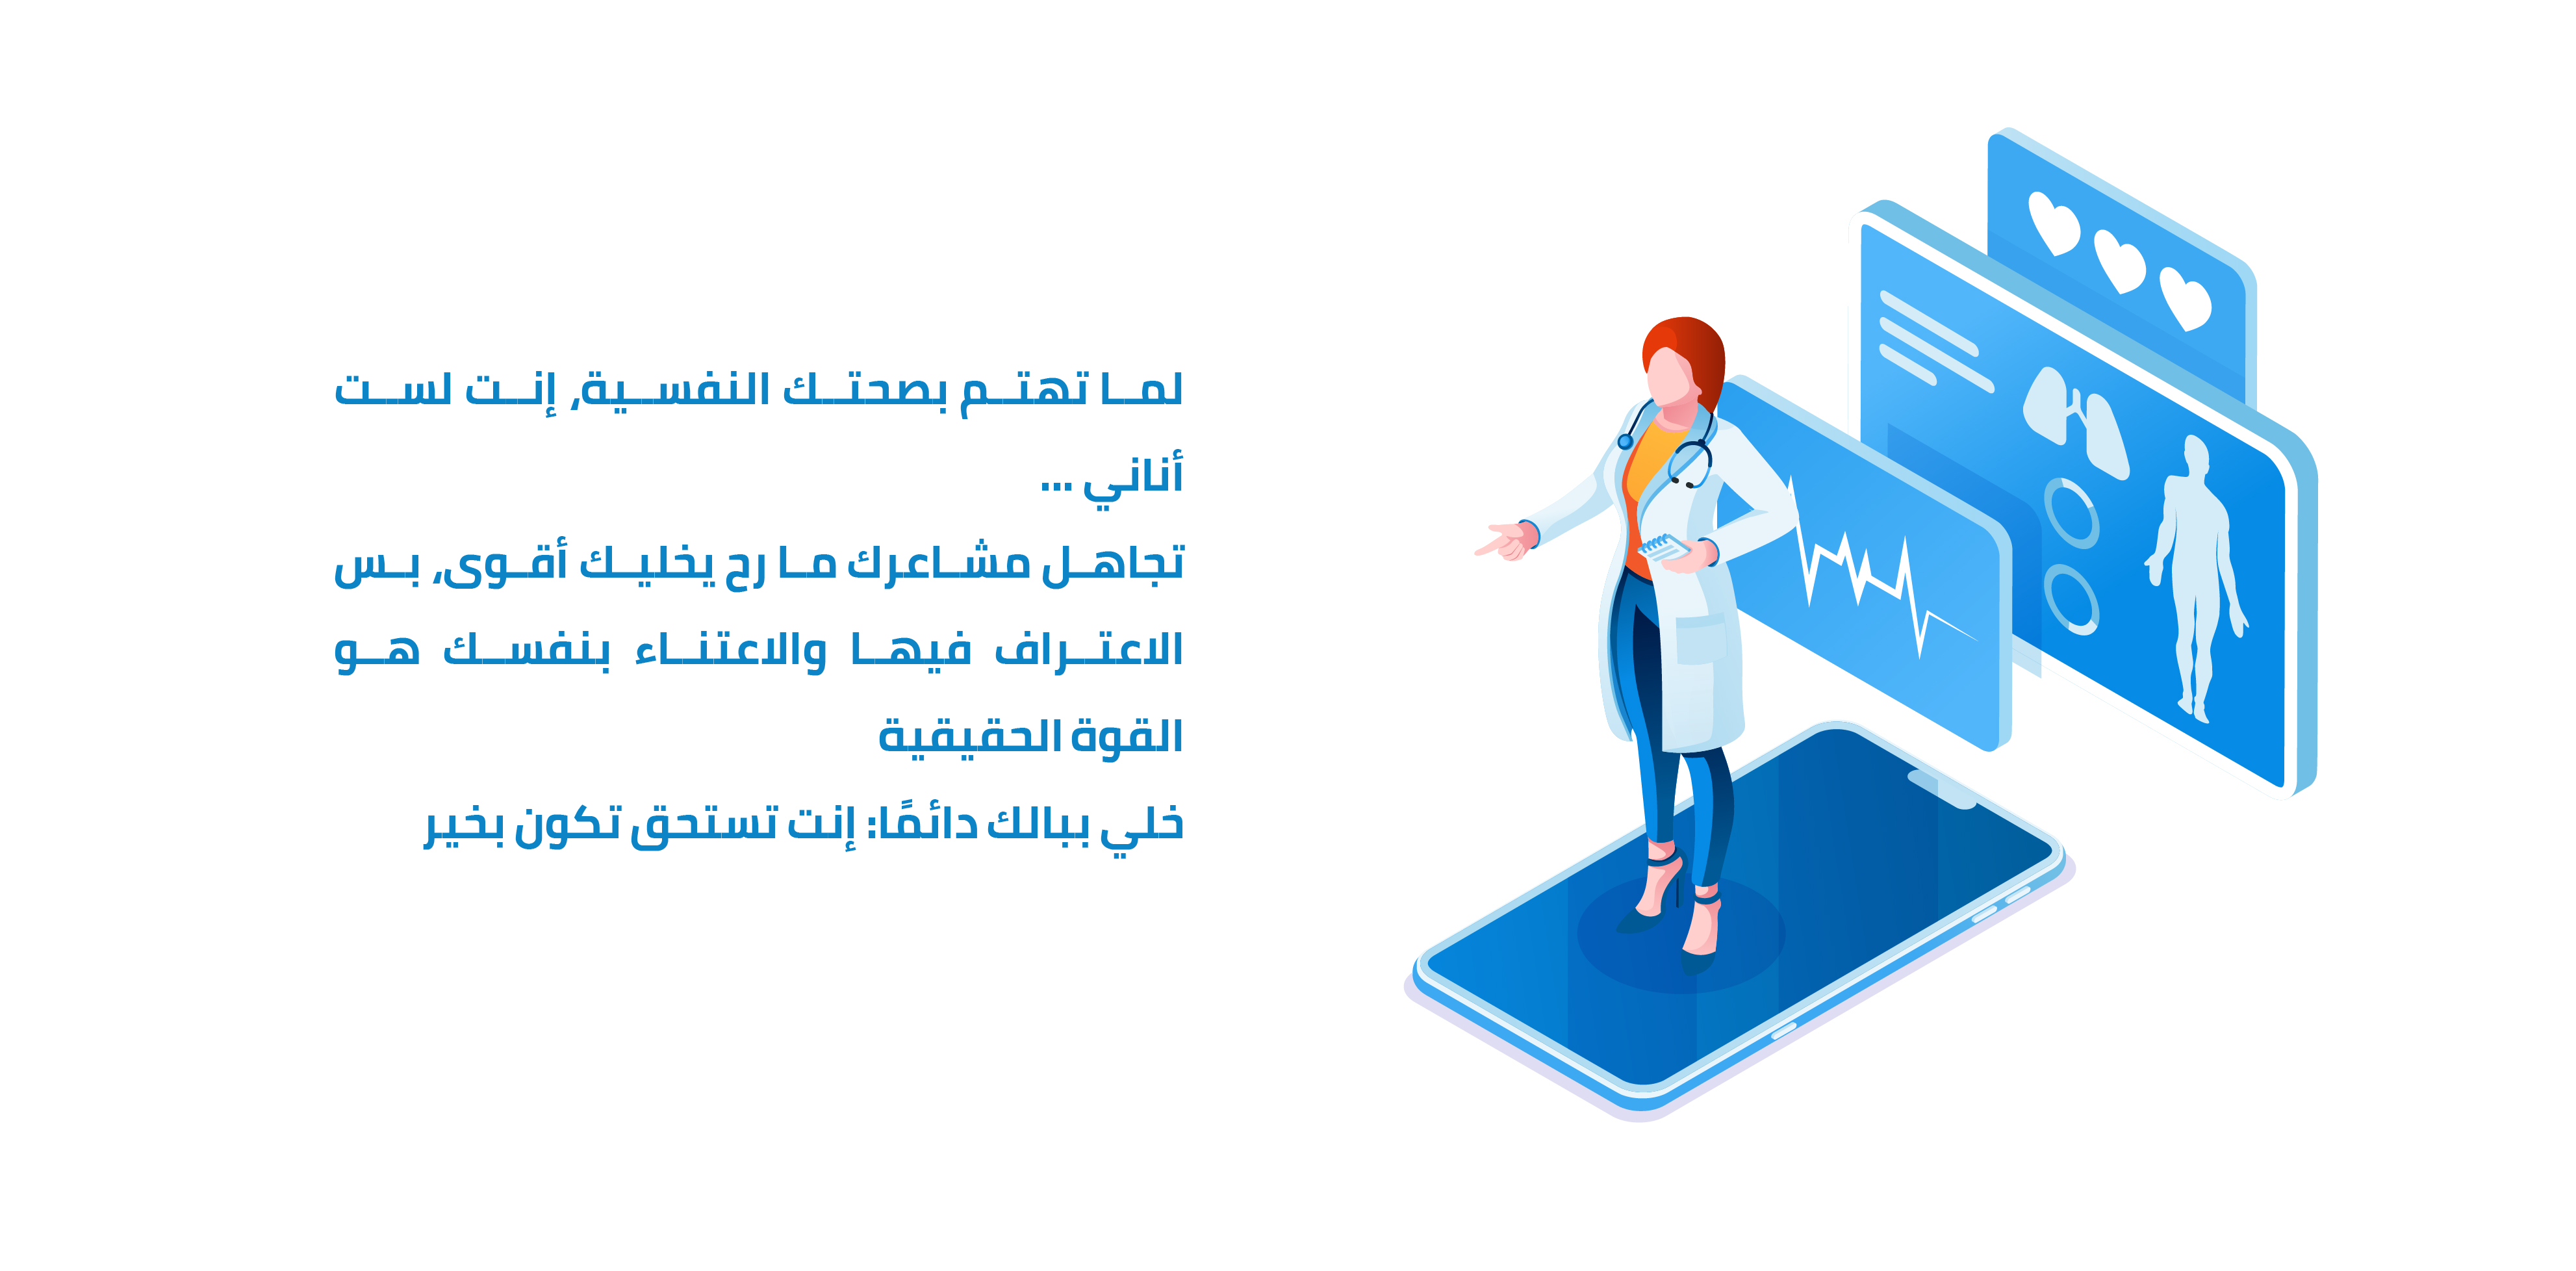 لما تهتم بصحتك النفسية، إنت لست
أناني ...
تجاهل مشاعرك ما رح يخليك أقوى، بس
الاعتراف فيها والاعتناء بنفسك هو
القوة الحقيقية
خلي ببالك دائمًا: إنت تستحق تكون بخير